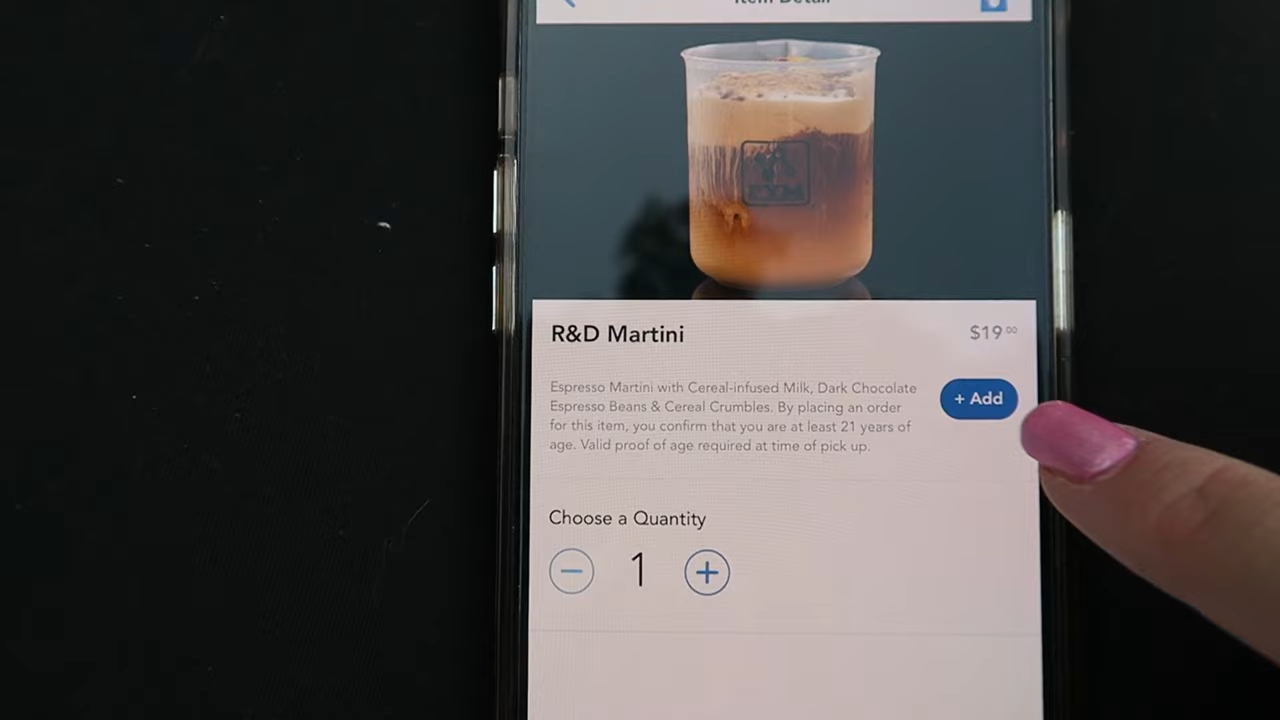 Item Detail
R&D Martini
$19.00
Espresso Martini with Cereal-infused Milk, Dark Chocolate
Espresso Beans & Cereal Crumbles. By placing an order
for this item, you confirm that you are at least 21 years of
age. Valid proof of age required at time of pick up.
+ Add
Choose a Quantity
1